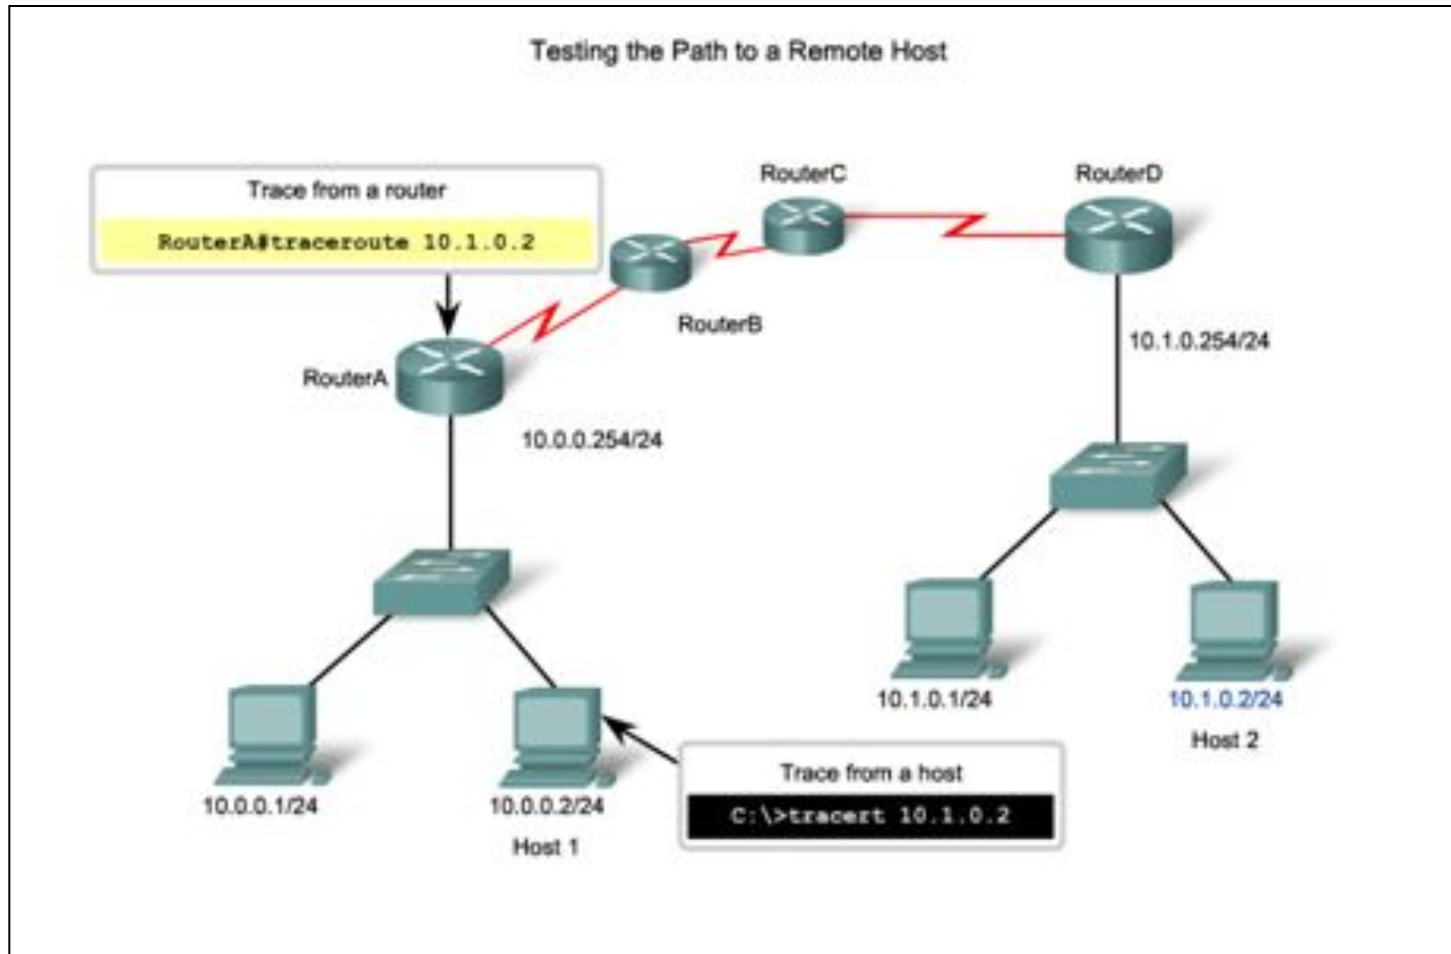 Testing the Path to a Remote Host
Trace from a router
RouterA#traceroute 10.1.0.2
RouterC
RouterD
RouterB
10.1.0.254/24
RouterA
10.0.0.254/24
10.1.0.1/24
10.1.0.2/24
Host 2
Trace from a host
C:\>tracert 10.1.0.2
10.0.0.1/24
10.0.0.2/24
Host 1